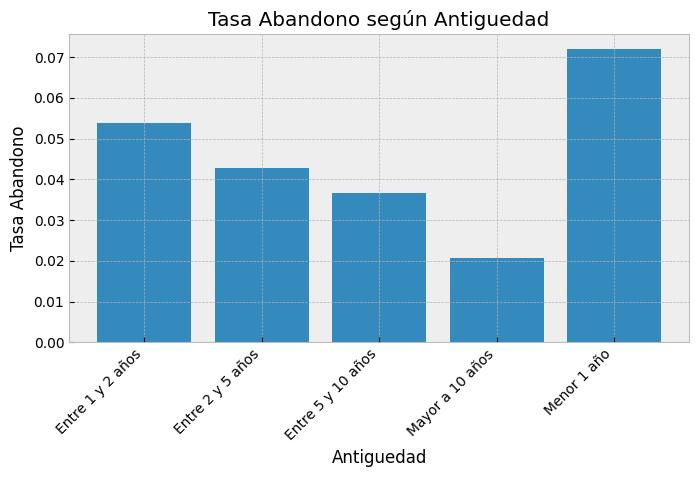 Tasa Abandono según Antiguedad
Tasa Abandono
0.07
0.06
0.05
0.04
0.03
0.02
0.01
0.00
Entre 1 y 2 años
Entre 2 y 5 años
Entre 5 y 10 años
Mayor a 10 años
Menor 1 año
Antiguedad